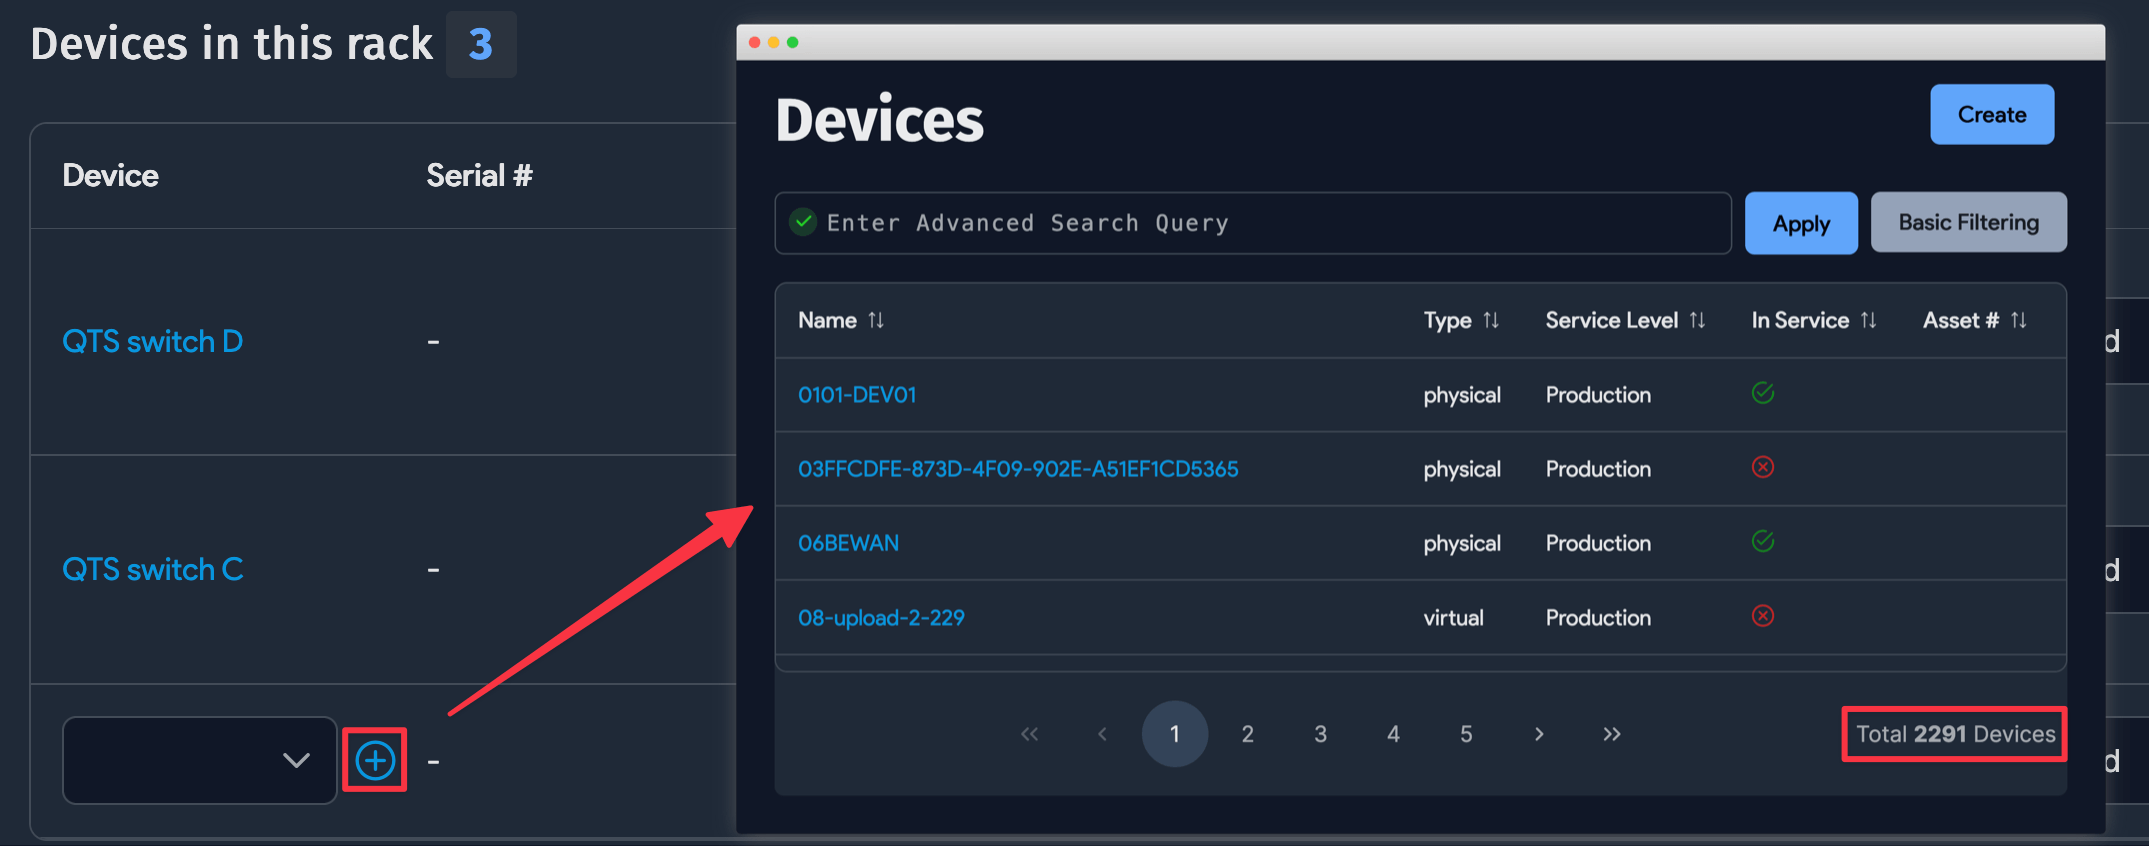 Devices in this rack 3
Device Serial #
QTS switch D -
QTS switch C -
-
Devices
Create
Enter Advanced Search Query
Apply
Basic Filtering
Name Type Service Level In Service Asset #
0101-DEV01 physical Production
03FFCDFE-873D-4F09-902E-A51EF1CD5365 physical Production
06BEWAN physical Production
08-upload-2-229 virtual Production
« ‹ 1 2 3 4 5 › »
Total 2291 Devices
d
d
d